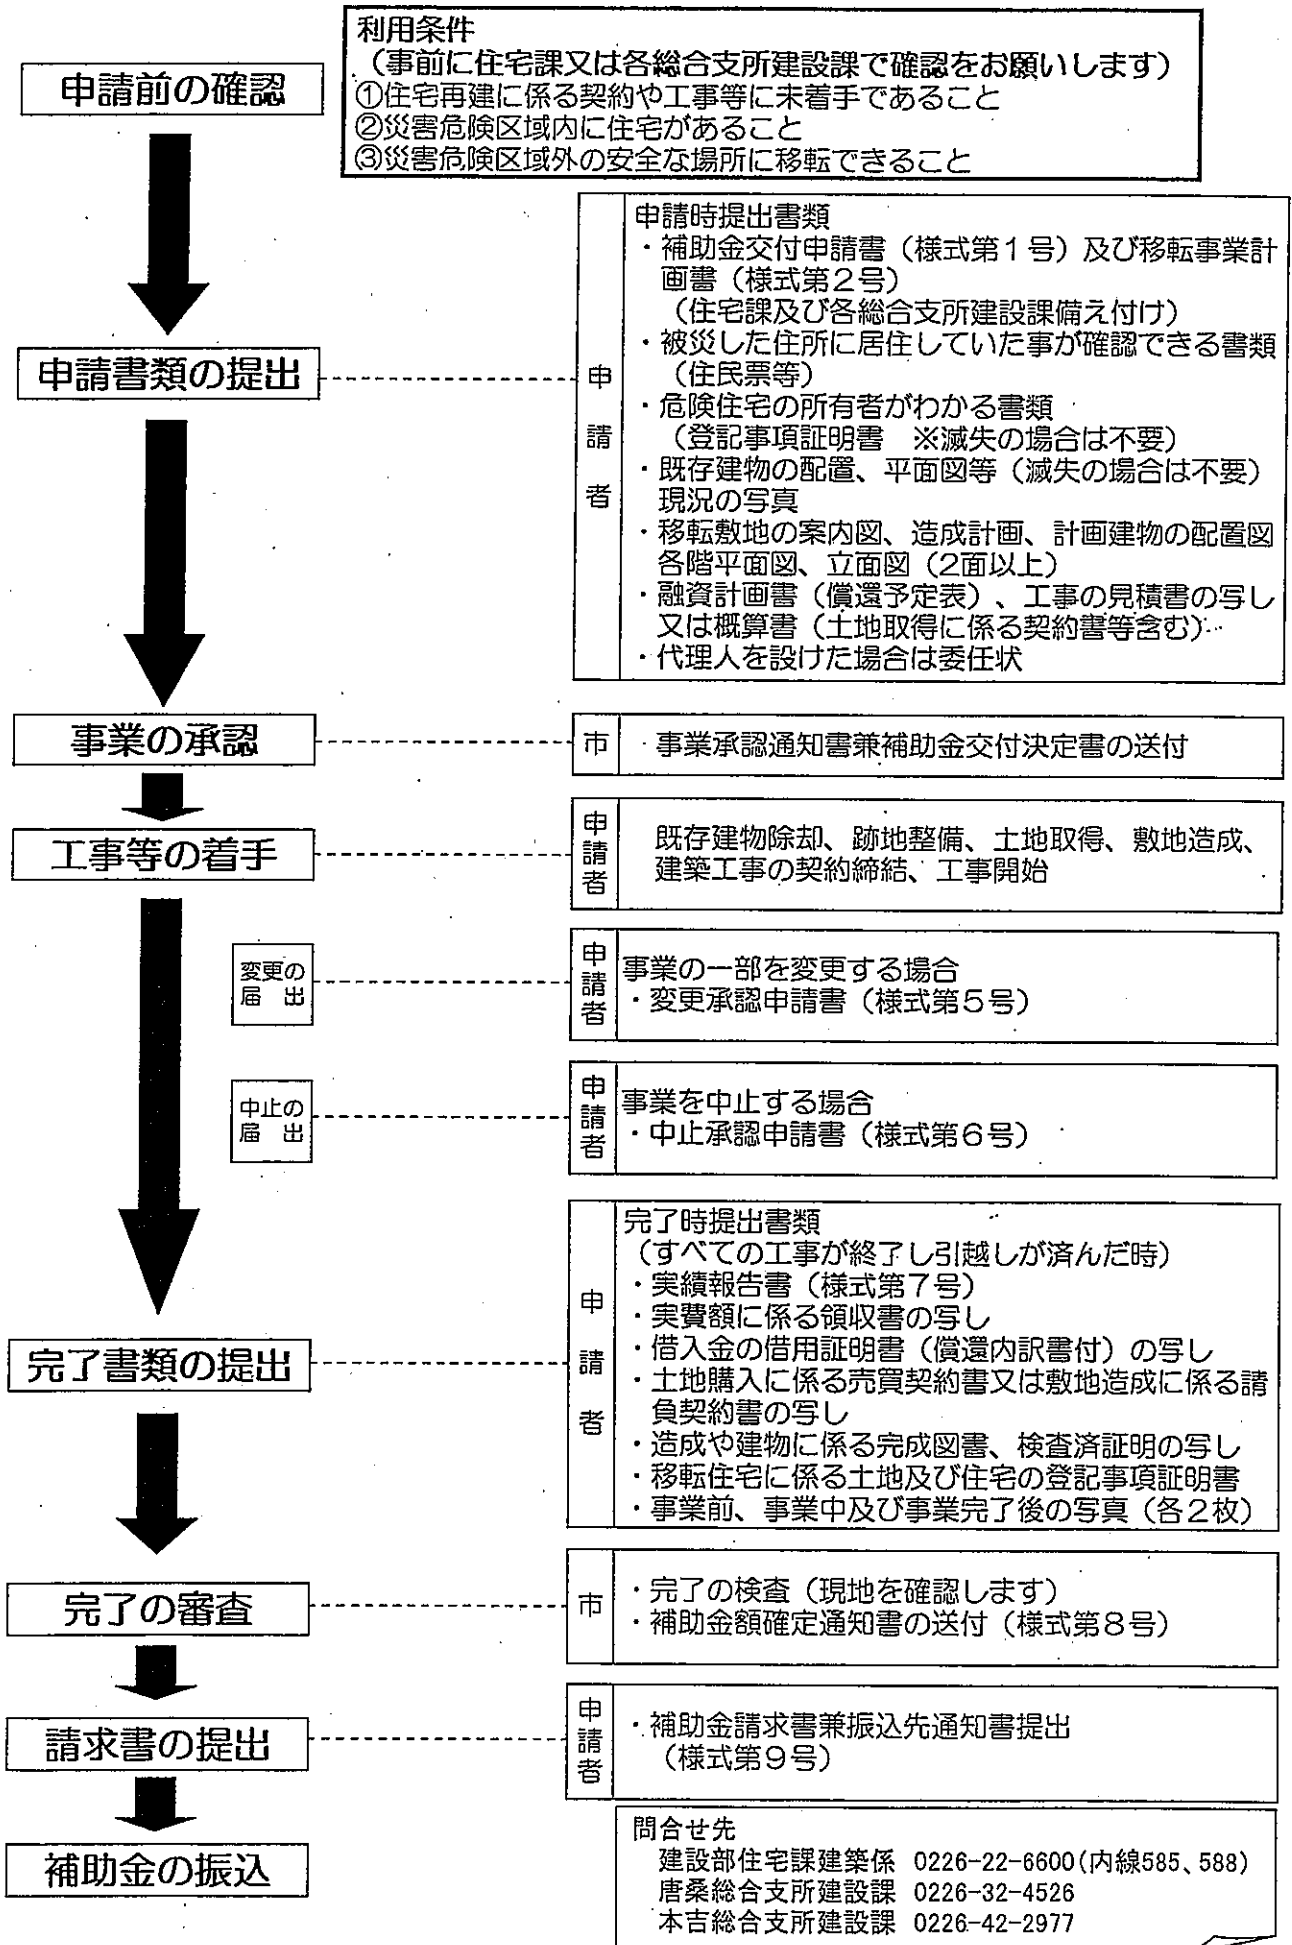 利用条件
（事前に住宅課又は各総合支所建設課で確認をお願いします）
①住宅再建に係る契約や工事等に未着手であること
②災害危険区域内に住宅があること
③災害危険区域外の安全な場所に移転できること
申請前の確認
申請書類の提出
申請者
申請時提出書類
・補助金交付申請書（様式第１号）及び移転事業計
画書（様式第２号）
（住宅課及び各総合支所建設課備え付け）
・被災した住所に居住していた事が確認できる書類
（住民票等）
・危険住宅の所有者がわかる書類
（登記事項証明書　※滅失の場合は不要）
・既存建物の配置、平面図等（滅失の場合は不要）
現況の写真
・移転敷地の案内図、造成計画、計画建物の配置図
各階平面図、立面図（2面以上）
・融資計画書（償還予定表）、工事の見積書の写し
又は概算書（土地取得に係る契約書等含む）
・代理人を設けた場合は委任状
事業の承認
市
・事業承認通知書兼補助金交付決定書の送付
工事等の着手
申請者
既存建物除却、跡地整備、土地取得、敷地造成、
建築工事の契約締結、工事開始
変更の
届　出
申請者
事業の一部を変更する場合
・変更承認申請書（様式第５号）
中止の
届　出
申請者
事業を中止する場合
・中止承認申請書（様式第６号）
完了書類の提出
申請者
完了時提出書類
（すべての工事が終了し引越しが済んだ時）
・実績報告書（様式第７号）
・実費額に係る領収書の写し
・借入金の借用証明書（償還内訳書付）の写し
・土地購入に係る売買契約書又は敷地造成に係る請
負契約書の写し
・造成や建物に係る完成図書、検査済証明の写し
・移転住宅に係る土地及び住宅の登記事項証明書
・事業前、事業中及び事業完了後の写真（各２枚）
完了の審査
市
・完了の検査（現地を確認します）
・補助金額確定通知書の送付（様式第８号）
請求書の提出
申請者
・補助金請求書兼振込先通知書提出
（様式第９号）
補助金の振込
問合せ先
建設部住宅課建築係 0226-22-6600(内線585、588)
唐桑総合支所建設課 0226-32-4526
本吉総合支所建設課 0226-42-2977